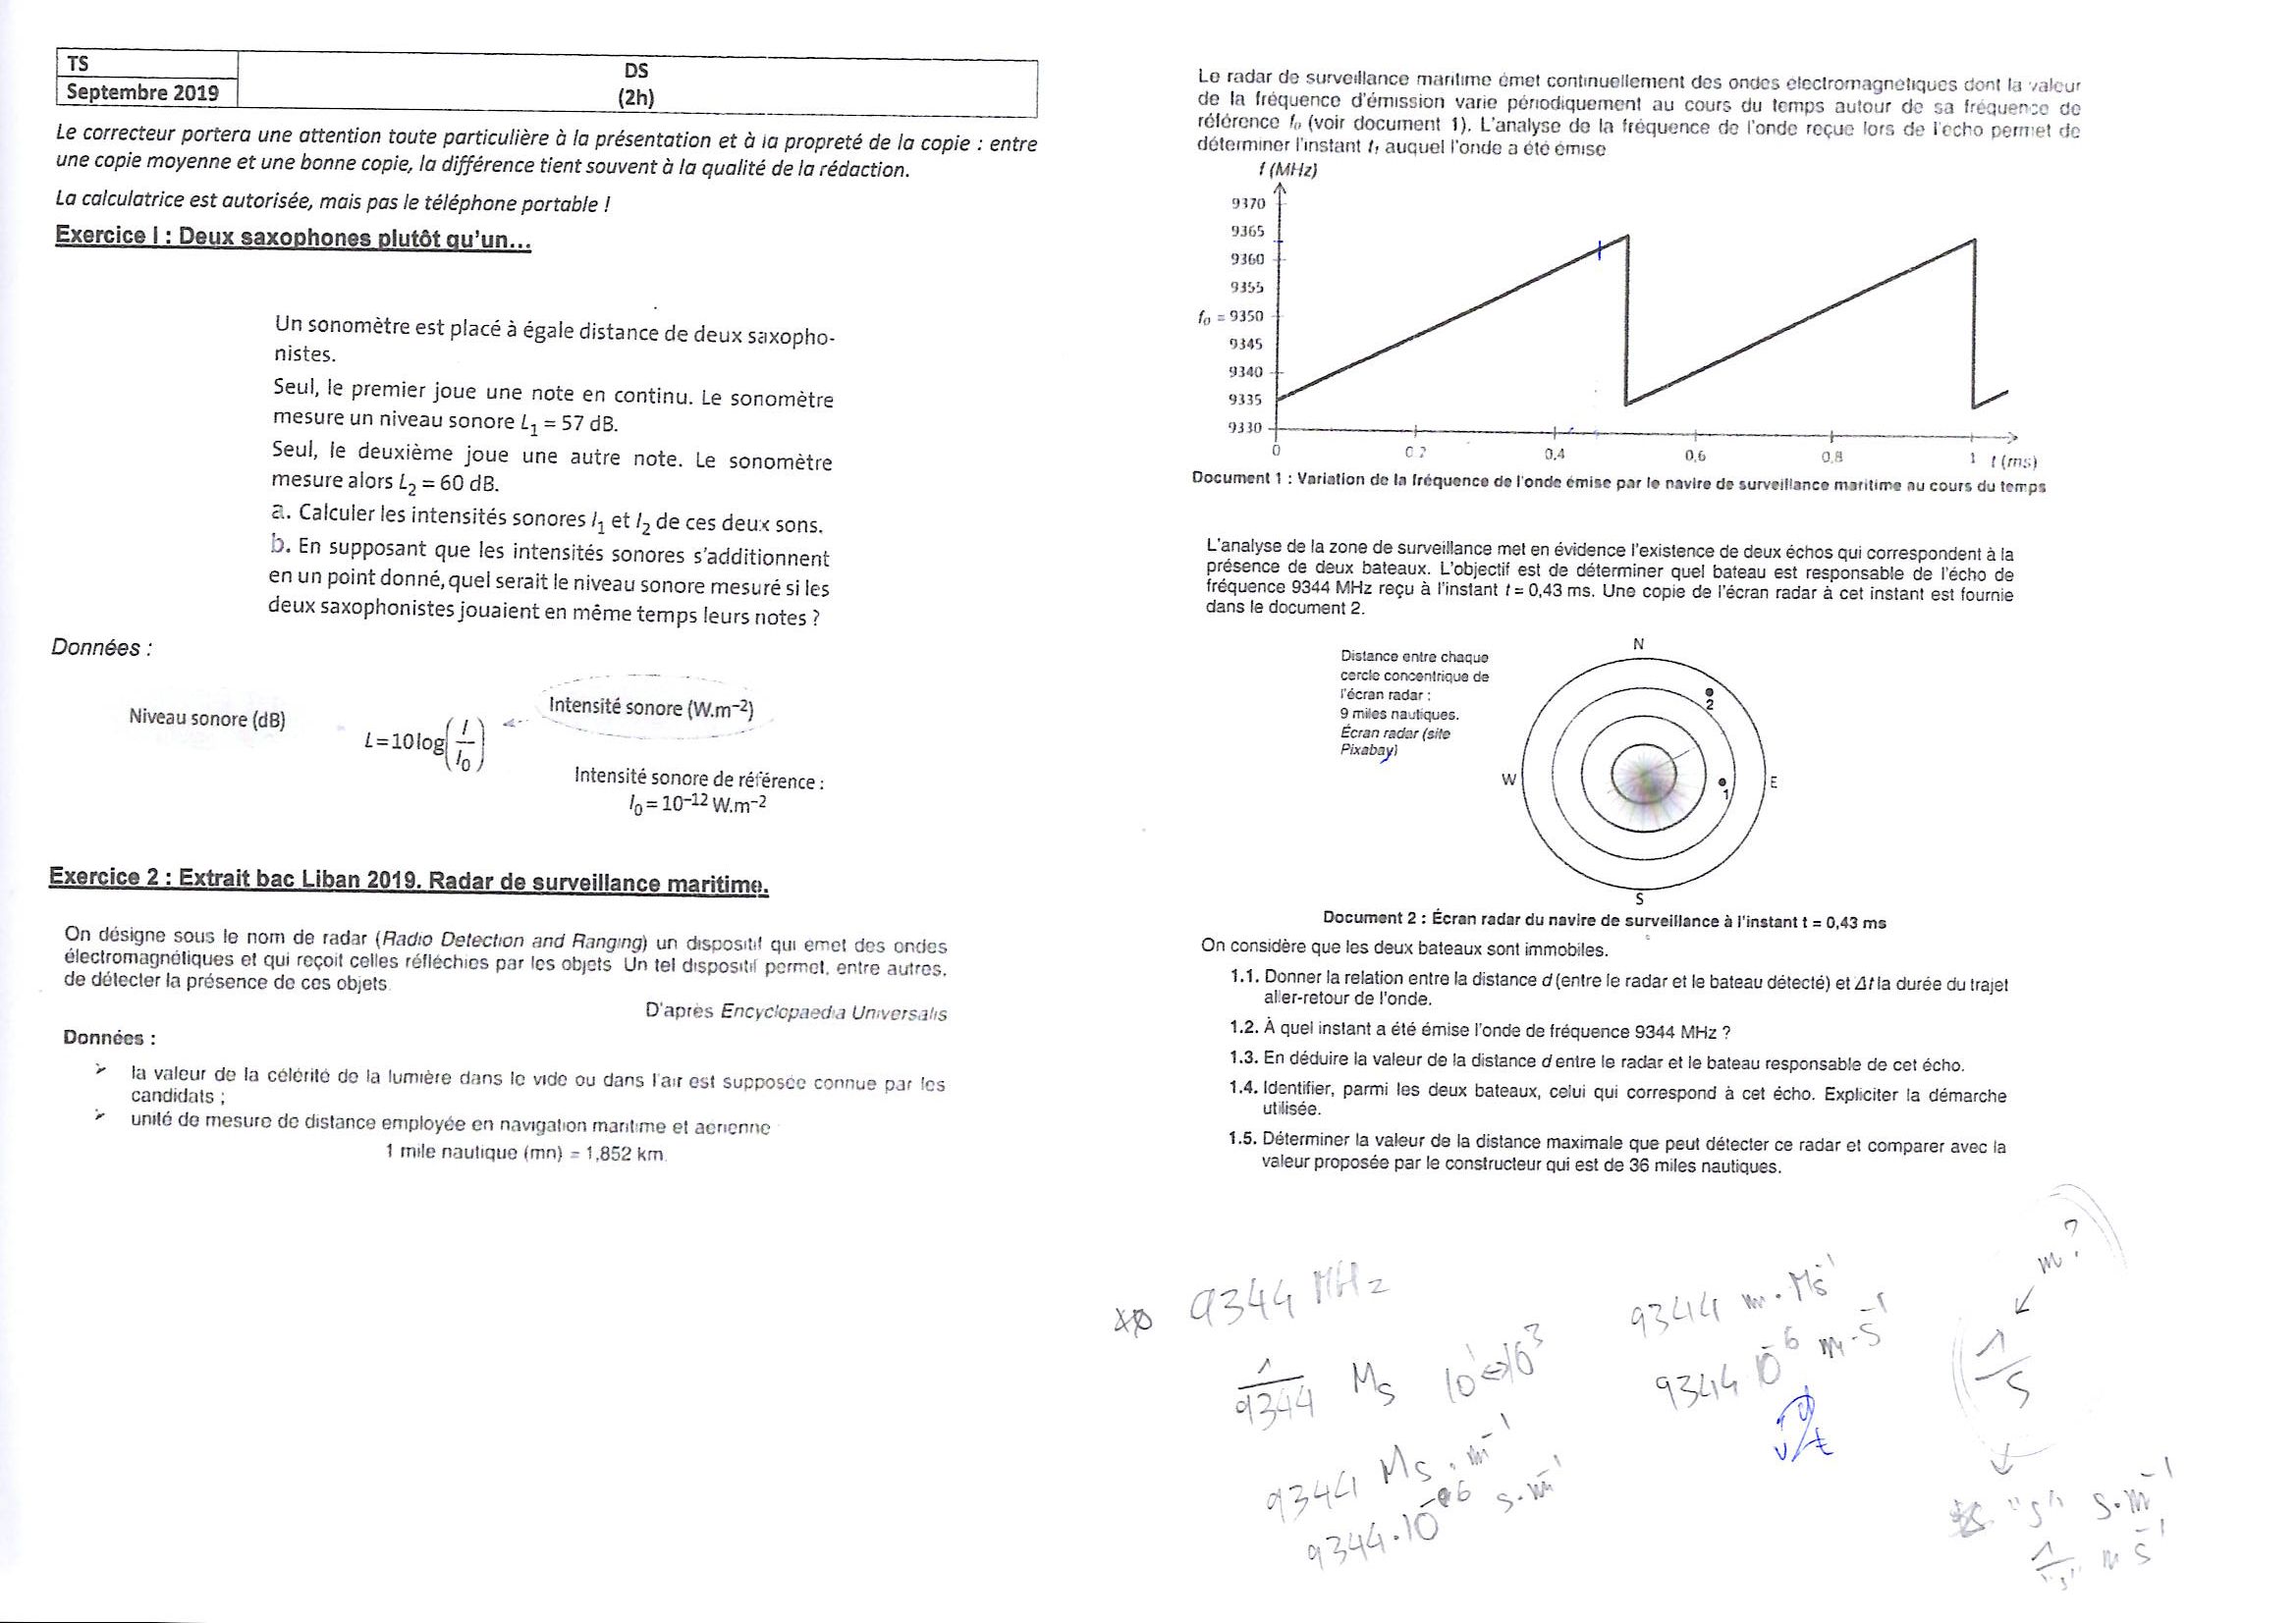 TS
Septembre 2019
DS
(2h)
Le correcteur portera une attention toute particulière à la présentation et à la propreté de la copie : entre
une copie moyenne et une bonne copie, la différence tient souvent à la qualité de la rédaction.
La calculatrice est autorisée, mais pas le téléphone portable !
Exercice I : Deux saxophones plutôt qu'un...
Un sonomètre est placé à égale distance de deux saxopho-
nistes.
Seul, le premier joue une note en continu. Le sonomètre
mesure un niveau sonore L₁ = 57 dB.
Seul, le deuxième joue une autre note. Le sonomètre
mesure alors L₂ = 60 dB.
a. Calculer les intensités sonores I₁ et I₂ de ces deux sons.
b. En supposant que les intensités sonores s'additionnent
en un point donné, quel serait le niveau sonore mesuré si les
deux saxophonistes jouaient en même temps leurs notes ?
Données :
Niveau sonore (dB)
L=10log(I/I₀)
Intensité sonore (W.m⁻²)
Intensité sonore de référence :
I₀ = 10⁻¹² W.m⁻²
Exercice 2 : Extrait bac Liban 2019. Radar de surveillance maritime.
On désigne sous le nom de radar (Radio Detection and Ranging) un dispositif qui émet des ondes
électromagnétiques et qui reçoit celles réfléchies par les objets Un tel dispositif permet, entre autres,
de détecter la présence de ces objets
D'après Encyclopaedia Universalis
Données :
➢ la valeur de la célérité de la lumière dans le vide ou dans l'air est supposée connue par les
candidats ;
➢ unité de mesure de distance employée en navigation maritime et aérienne
1 mile nautique (mn) = 1,852 km.
Le radar de surveillance maritime émet continuellement des ondes électromagnétiques dont la valeur
de la fréquence d'émission varie périodiquement au cours du temps autour de sa fréquence de
référence f₀ (voir document 1). L'analyse de la fréquence de l'onde reçue lors de l'écho permet de
déterminer l'instant t₁ auquel l'onde a été émise
f (MHz)
9370
9365
9360
9355
f₀ = 9350
9345
9340
9335
9330
0 0.2 0,4 0,6 0,8 1 t (ms)
Document 1 : Variation de la fréquence de l'onde émise par le navire de surveillance maritime au cours du temps
L'analyse de la zone de surveillance met en évidence l'existence de deux échos qui correspondent à la
présence de deux bateaux. L'objectif est de déterminer quel bateau est responsable de l'écho de
fréquence 9344 MHz reçu à l'instant t = 0,43 ms. Une copie de l'écran radar à cet instant est fournie
dans le document 2.
Distance entre chaque
cercle concentrique de
l'écran radar :
9 miles nautiques.
Écran radar (site
Pixabay)
N
2
W
E
1
S
Document 2 : Écran radar du navire de surveillance à l'instant t = 0,43 ms
On considère que les deux bateaux sont immobiles.
1.1. Donner la relation entre la distance d (entre le radar et le bateau détecté) et Δt la durée du trajet
aller-retour de l'onde.
1.2. À quel instant a été émise l'onde de fréquence 9344 MHz ?
1.3. En déduire la valeur de la distance d entre le radar et le bateau responsable de cet écho.
1.4. Identifier, parmi les deux bateaux, celui qui correspond à cet écho. Expliciter la démarche
utilisée.
1.5. Déterminer la valeur de la distance maximale que peut détecter ce radar et comparer avec la
valeur proposée par le constructeur qui est de 36 miles nautiques.
9344 MHz
1/9344 Ms 10¹⇔10³
9344 Ms.m⁻¹
9344.10⁻⁶ s.m⁻¹
9344 m.Ms⁻¹
9344 10⁻⁶ m.s⁻¹
d
v/t
m?
1/s
"s" s.m⁻¹
1/"s" m s⁻¹